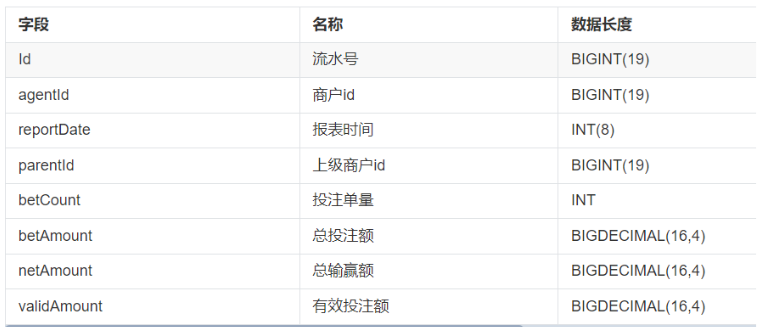 字段 名称 数据长度
Id 流水号 BIGINT(19)
agentId 商户id BIGINT(19)
reportDate 报表时间 INT(8)
parentId 上级商户id BIGINT(19)
betCount 投注单量 INT
betAmount 总投注额 BIGDECIMAL(16,4)
netAmount 总输赢额 BIGDECIMAL(16,4)
validAmount 有效投注额 BIGDECIMAL(16,4)